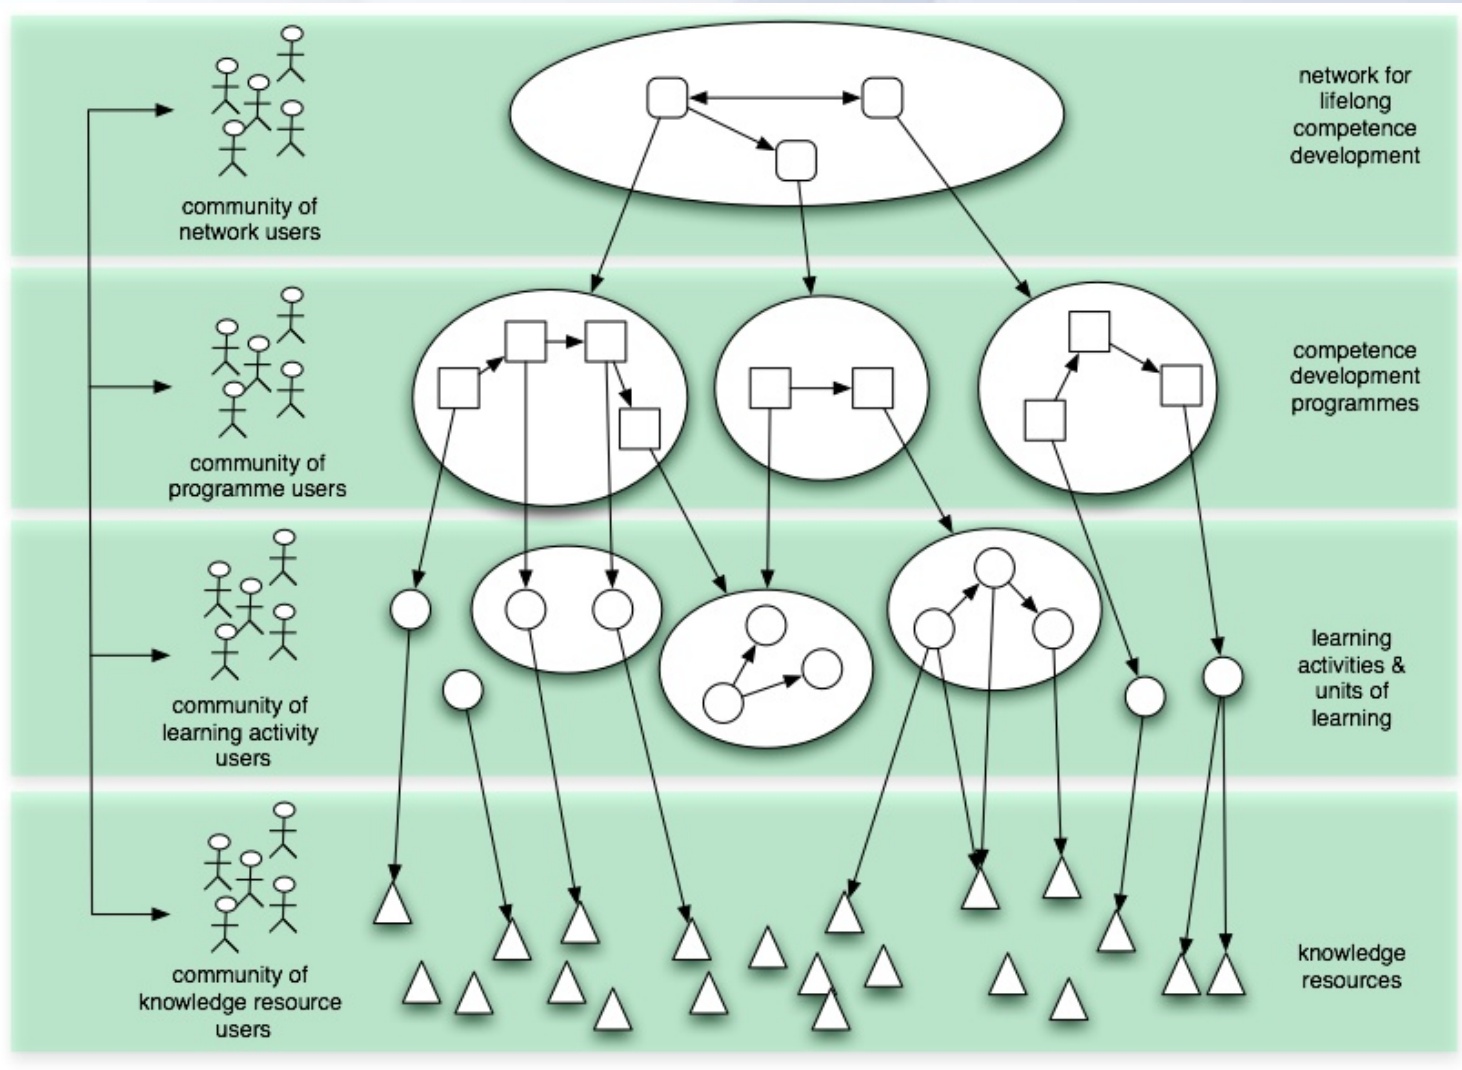 network for
lifelong
competence
development
community of
network users
competence
development
programmes
community of
programme users
learning
activities &
units of
learning
community of
learning activity
users
knowledge
resources
community of
knowledge resource
users